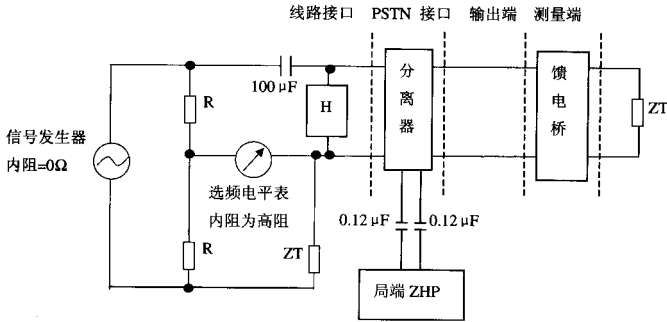 线路接口 PSTN 接口 输出端 测量端
100 μF
分离器
馈电桥
R
H
ZT
信号发生器
内阻=0Ω
选频电平表
内阻为高阻
0.12 μF 0.12 μF
R
ZT
局端 ZHP